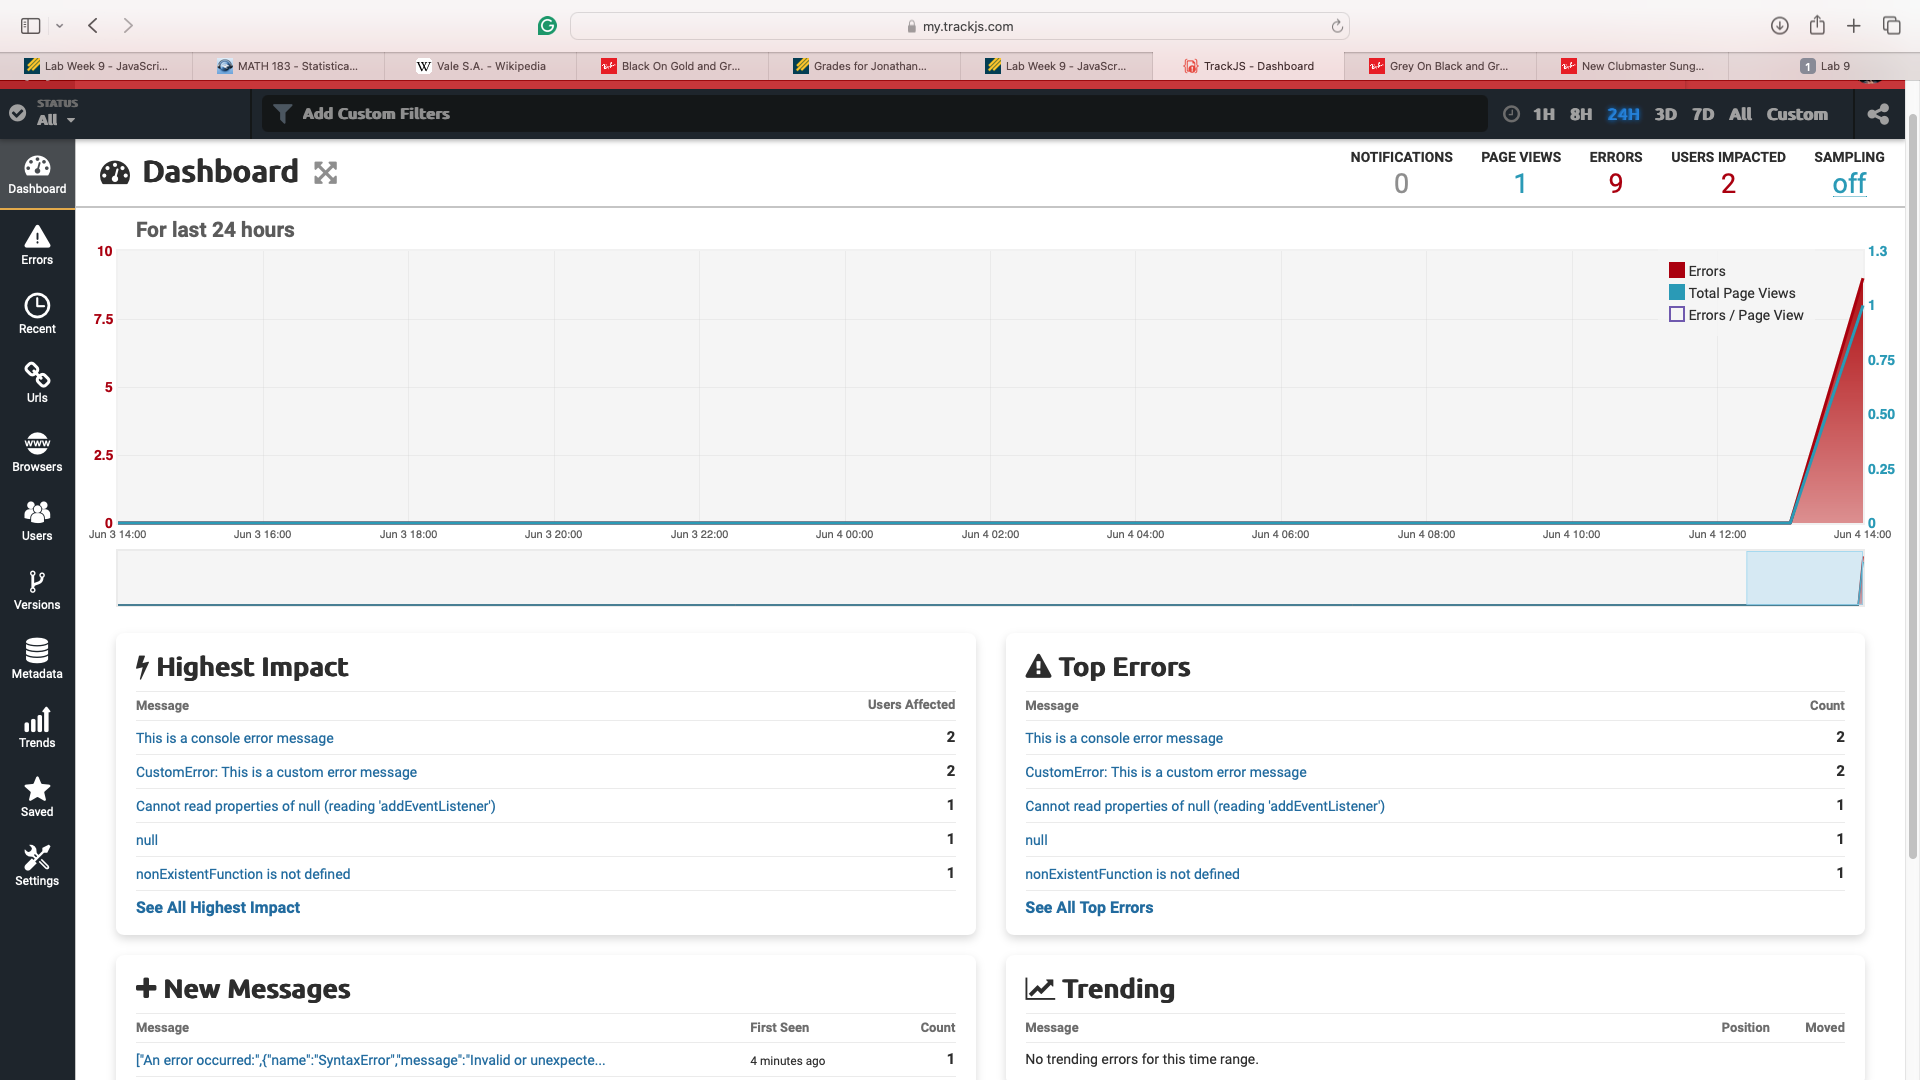 my.trackjs.com
Lab Week 9 - JavaScri...
MATH 183 - Statistica...
W Vale S.A. - Wikipedia
Black On Gold and Gr...
Grades for Jonathan...
Lab Week 9 - JavaScr...
TrackJS - Dashboard
Grey On Black and Gr...
New Clubmaster Sung...
1 Lab 9
STATUS
All
Add Custom Filters
1H 8H 24H 3D 7D All Custom
Dashboard
Errors
Recent
Urls
www
Browsers
Users
Versions
Metadata
Trends
Saved
Settings
Dashboard
NOTIFICATIONS
0
PAGE VIEWS
1
ERRORS
9
USERS IMPACTED
2
SAMPLING
off
For last 24 hours
10
7.5
5
2.5
0
Errors
Total Page Views
Errors / Page View
1.3
1
0.75
0.50
0.25
0
Jun 3 14:00 Jun 3 16:00 Jun 3 18:00 Jun 3 20:00 Jun 3 22:00 Jun 4 00:00 Jun 4 02:00 Jun 4 04:00 Jun 4 06:00 Jun 4 08:00 Jun 4 10:00 Jun 4 12:00 Jun 4 14:00
Highest Impact
Message Users Affected
This is a console error message 2
CustomError: This is a custom error message 2
Cannot read properties of null (reading 'addEventListener') 1
null 1
nonExistentFunction is not defined 1
See All Highest Impact
Top Errors
Message Count
This is a console error message 2
CustomError: This is a custom error message 2
Cannot read properties of null (reading 'addEventListener') 1
null 1
nonExistentFunction is not defined 1
See All Top Errors
New Messages
Message First Seen Count
["An error occurred:",{"name":"SyntaxError","message":"Invalid or unexpecte... 4 minutes ago 1
Trending
Message Position Moved
No trending errors for this time range.